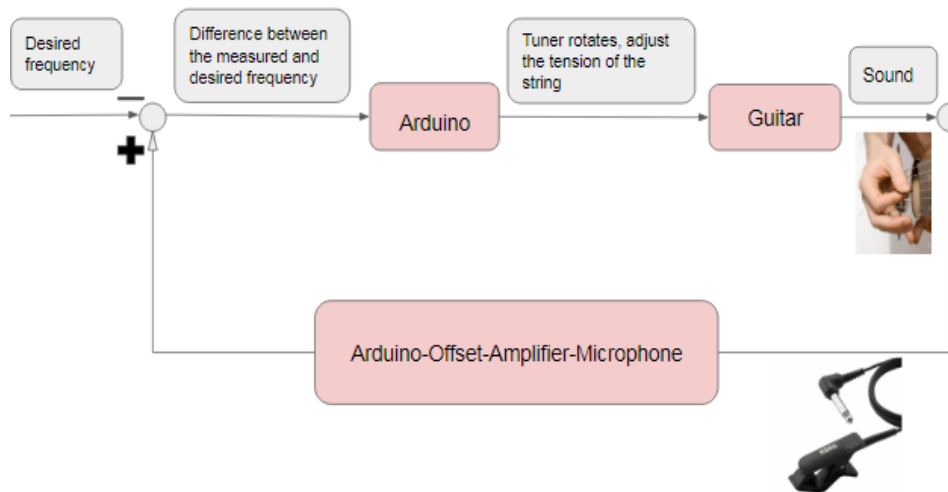 Desired
frequency
Difference between
the measured and
desired frequency
Tuner rotates, adjust
the tension of the
string
Sound
−
+
Arduino
Guitar
Arduino-Offset-Amplifier-Microphone